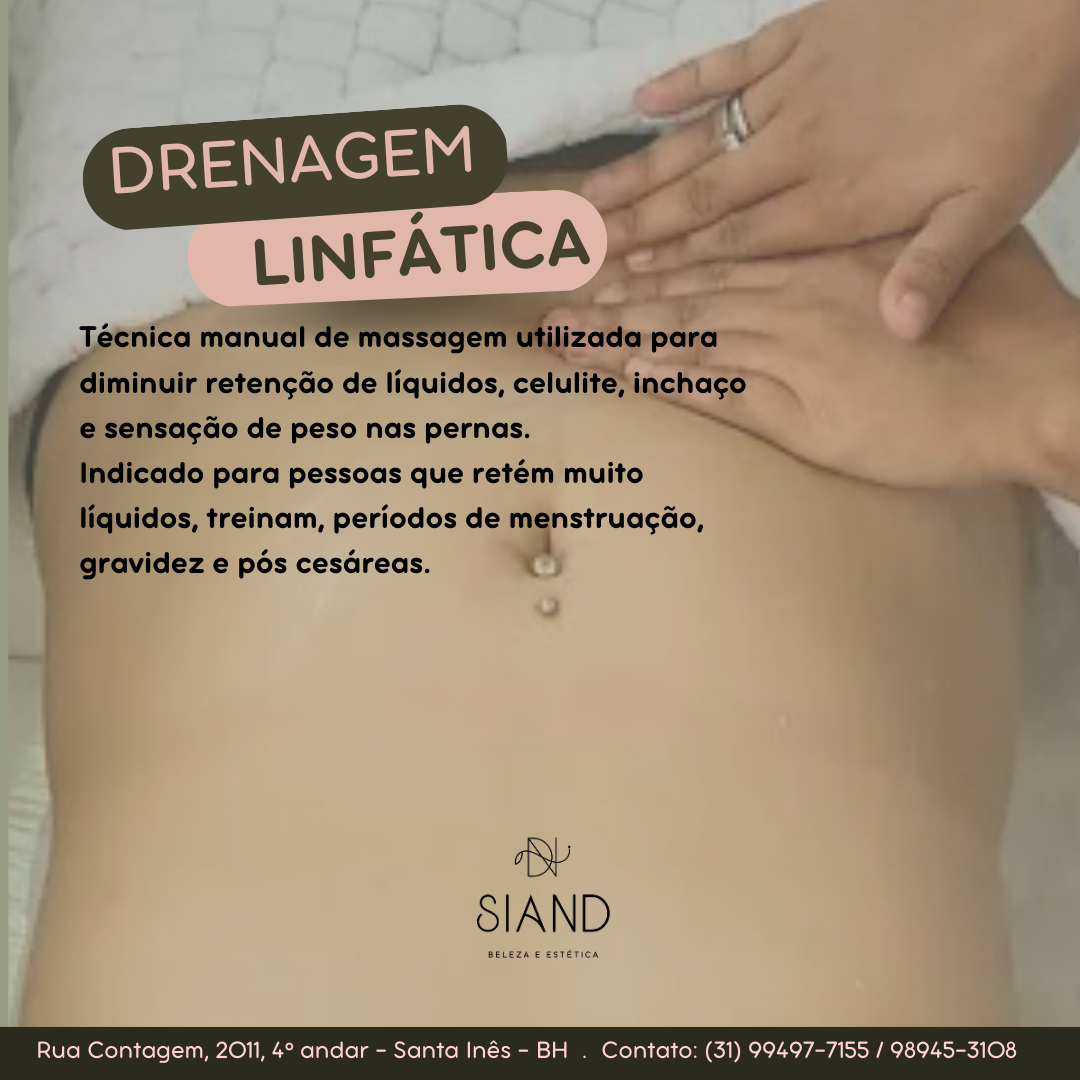 DRENAGEM
LINFÁTICA
Técnica manual de massagem utilizada para
diminuir retenção de líquidos, celulite, inchaço
e sensação de peso nas pernas.
Indicado para pessoas que retém muito
líquidos, treinam, períodos de menstruação,
gravidez e pós cesáreas.
SIAND
BELEZA E ESTÉTICA
Rua Contagem, 2011, 4º andar - Santa Inês - BH . Contato: (31) 99497-7155 / 98945-3108